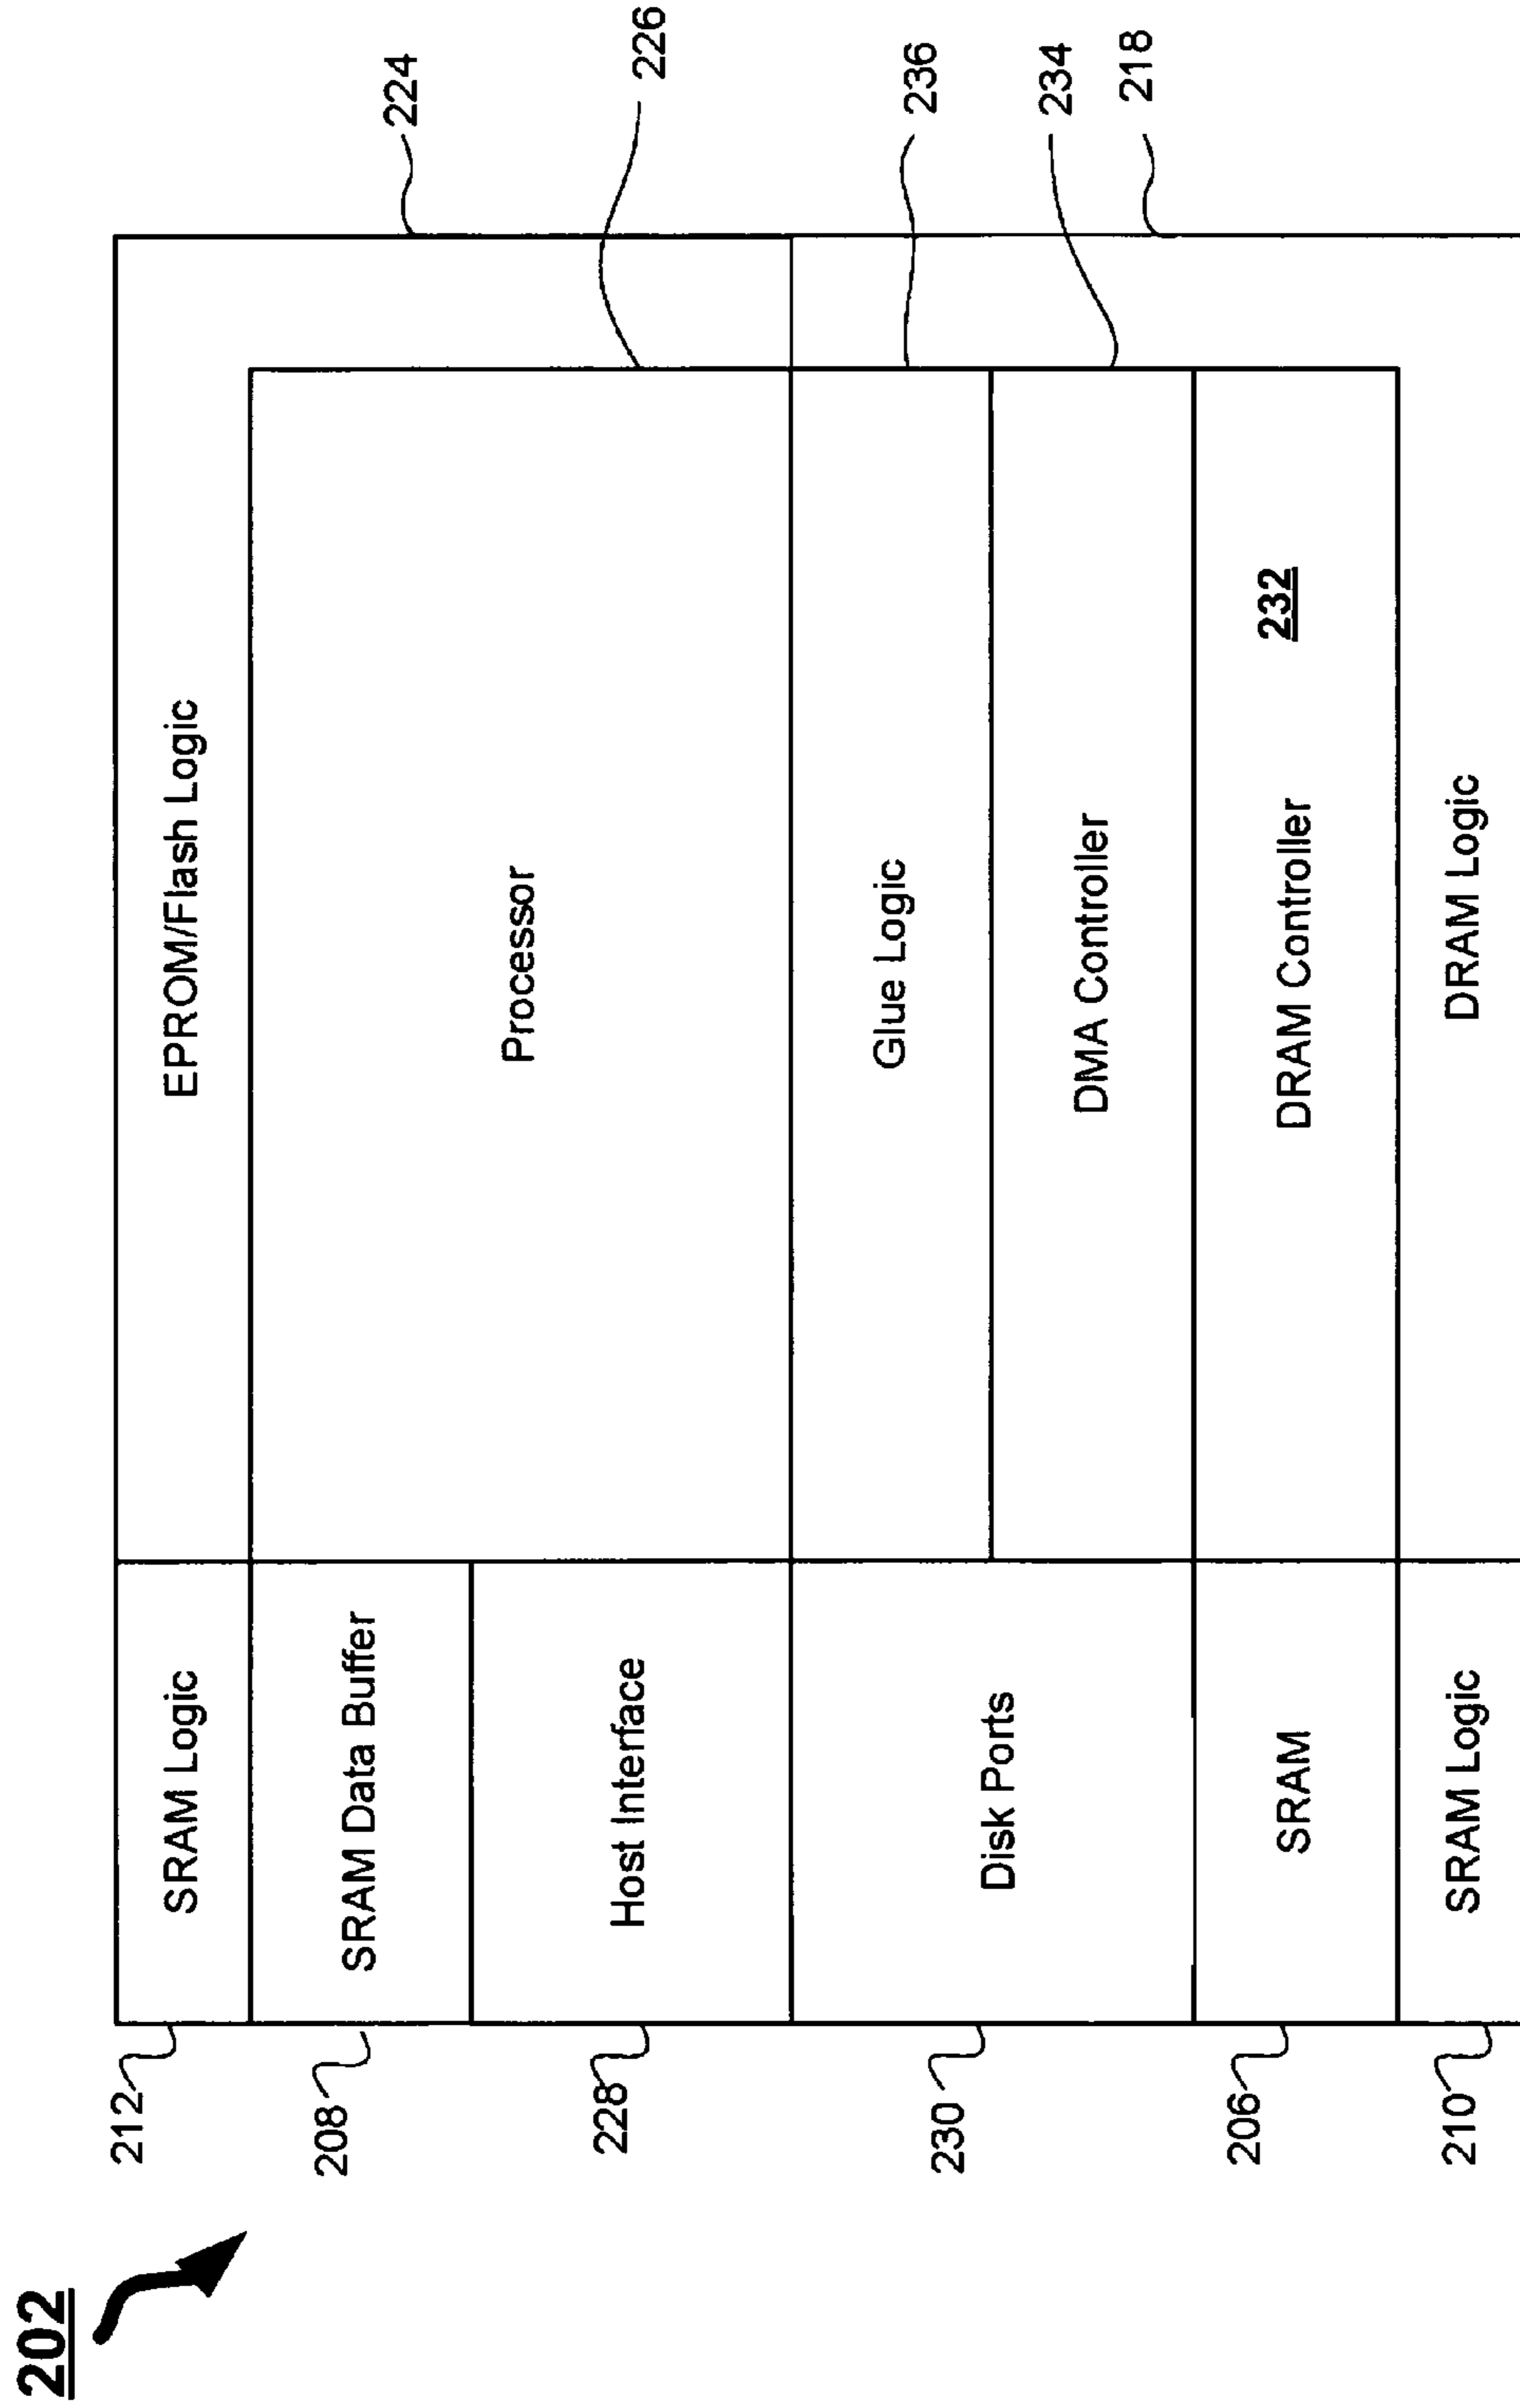 202
212
SRAM Logic
EPROM/Flash Logic
224
208
SRAM Data Buffer
Processor
226
228
Host Interface
230
Disk Ports
Glue Logic
236
DMA Controller
234
206
SRAM
DRAM Controller
232
218
210
SRAM Logic
DRAM Logic